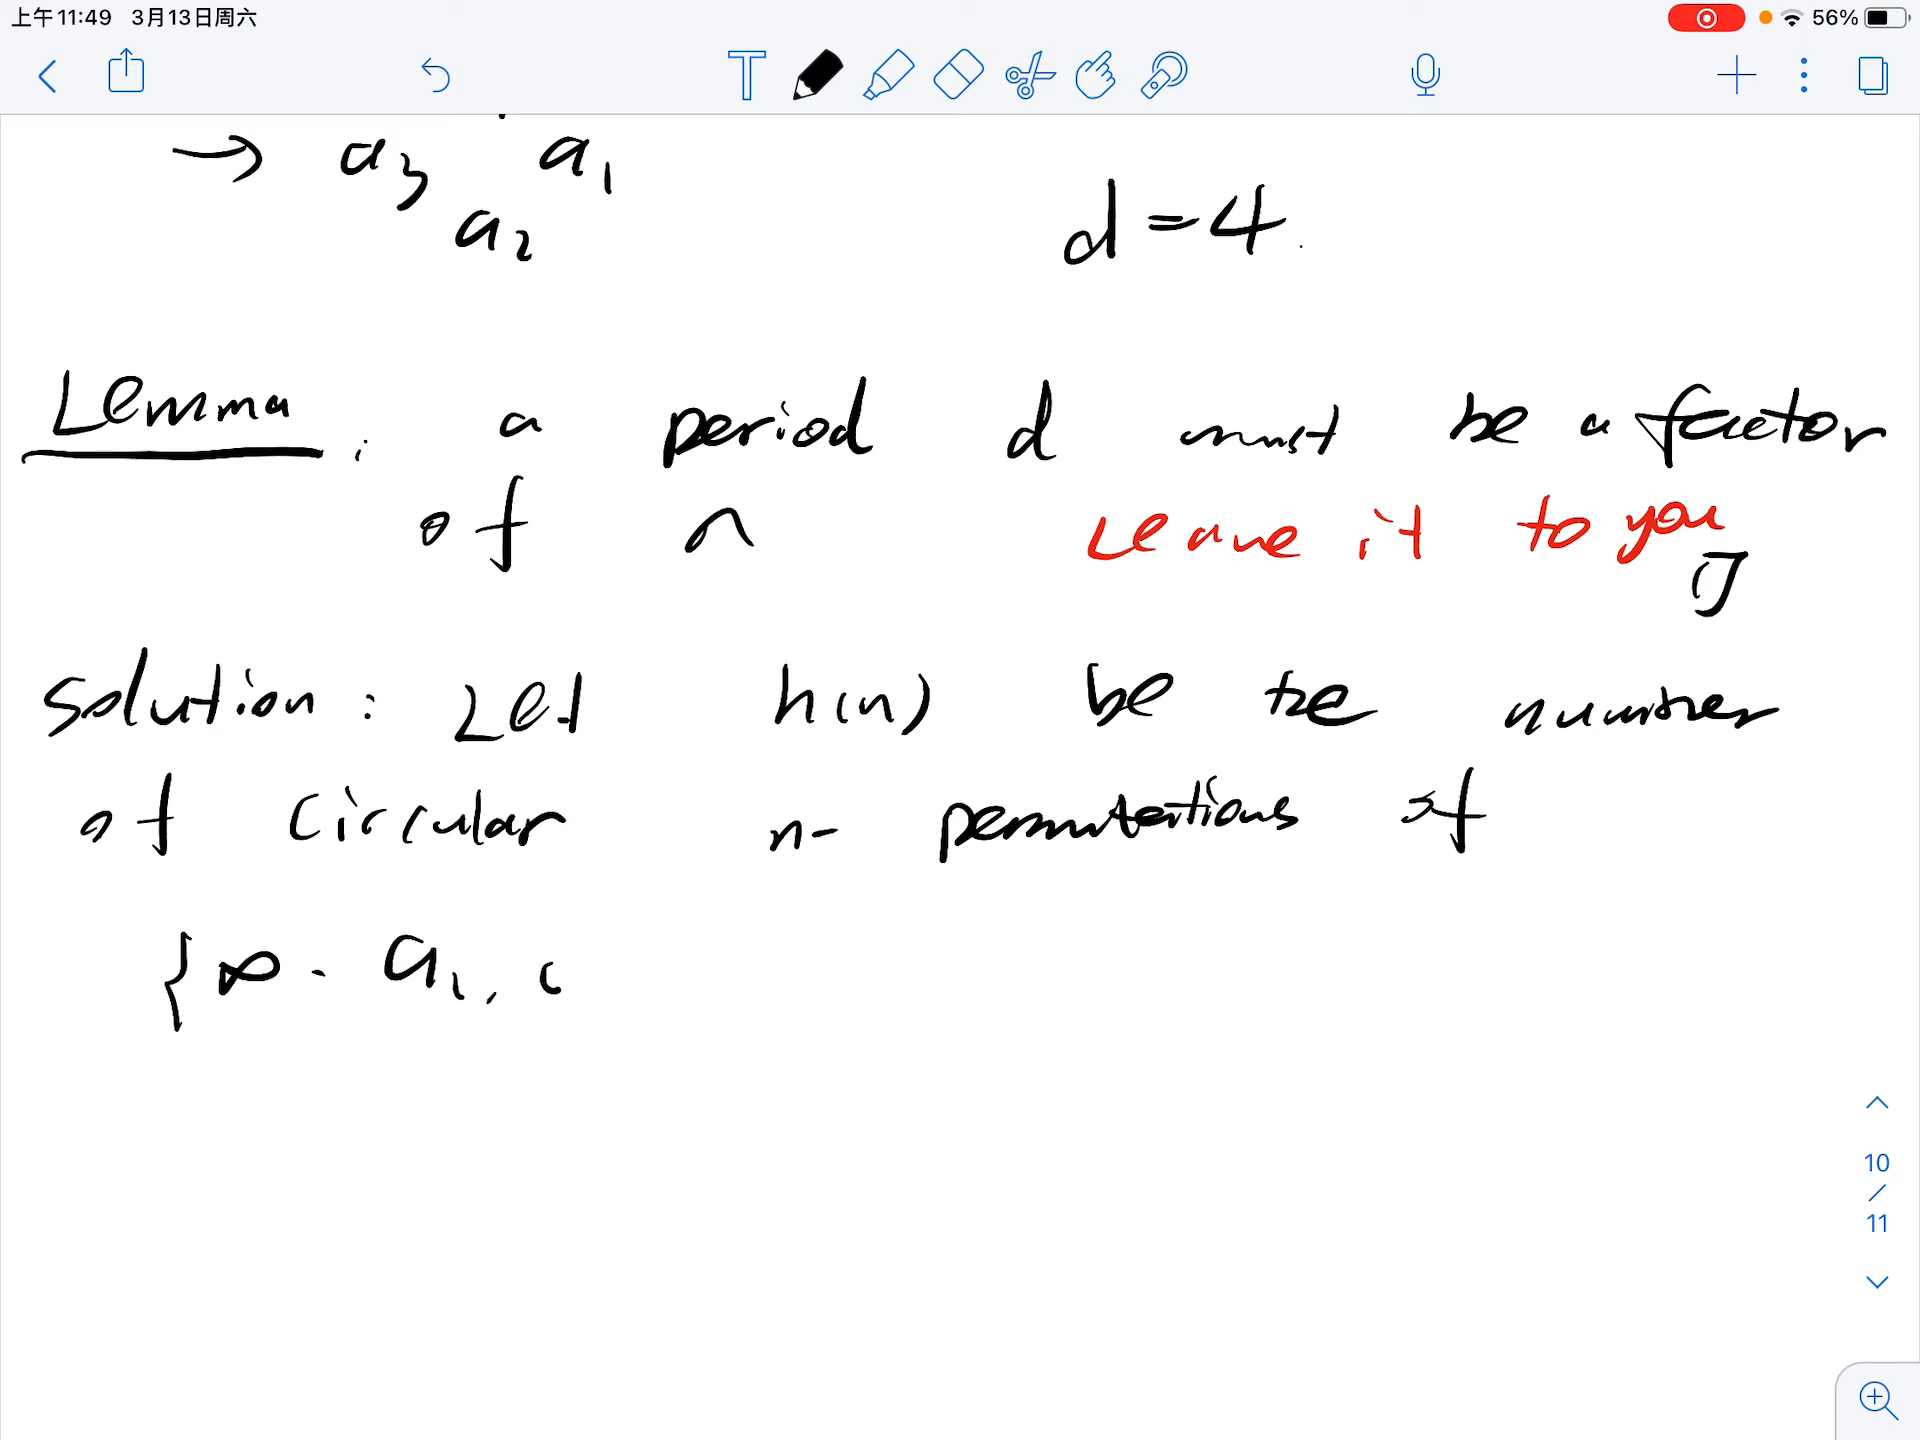 上午11:49 3月13日周六 56%
→ a₃ a₁
a₂
d=4.
Lemma: a period d must be a factor
of n Leave it to you
Solution: Let h(n) be the number
of circular n- permutations of
{∞ · a₁,
10
/
11